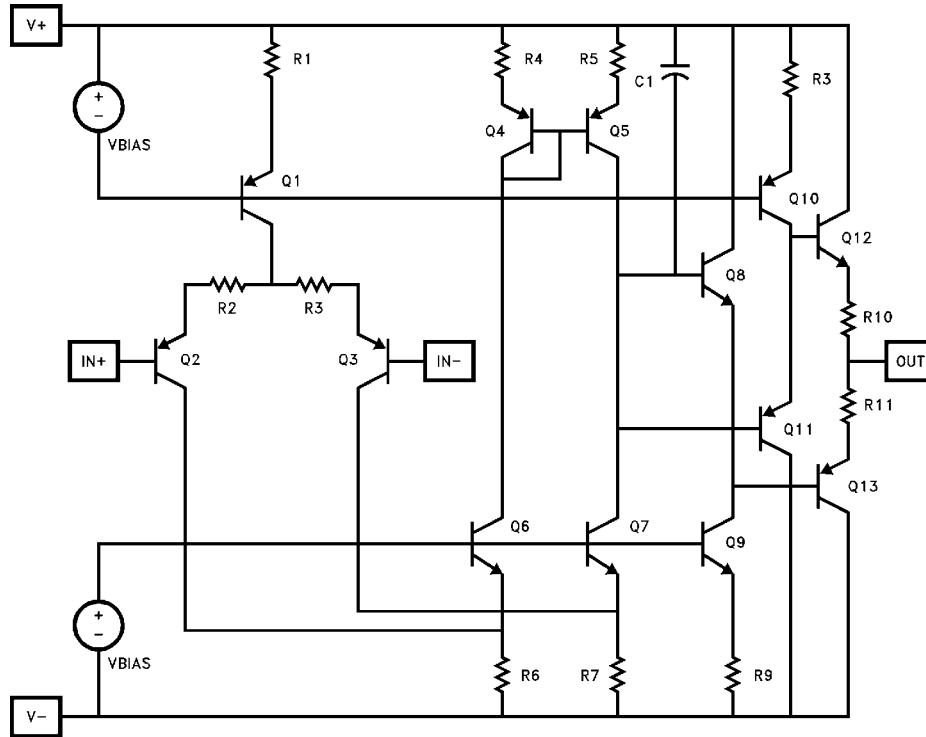 V+
R1
R4
R5
C1
R3
+
-
VBIAS
Q4
Q5
Q1
Q10
Q12
Q8
R2
R3
R10
IN+
Q2
Q3
IN-
OUT
R11
Q11
Q13
Q6
Q7
Q9
+
-
VBIAS
R6
R7
R9
V-